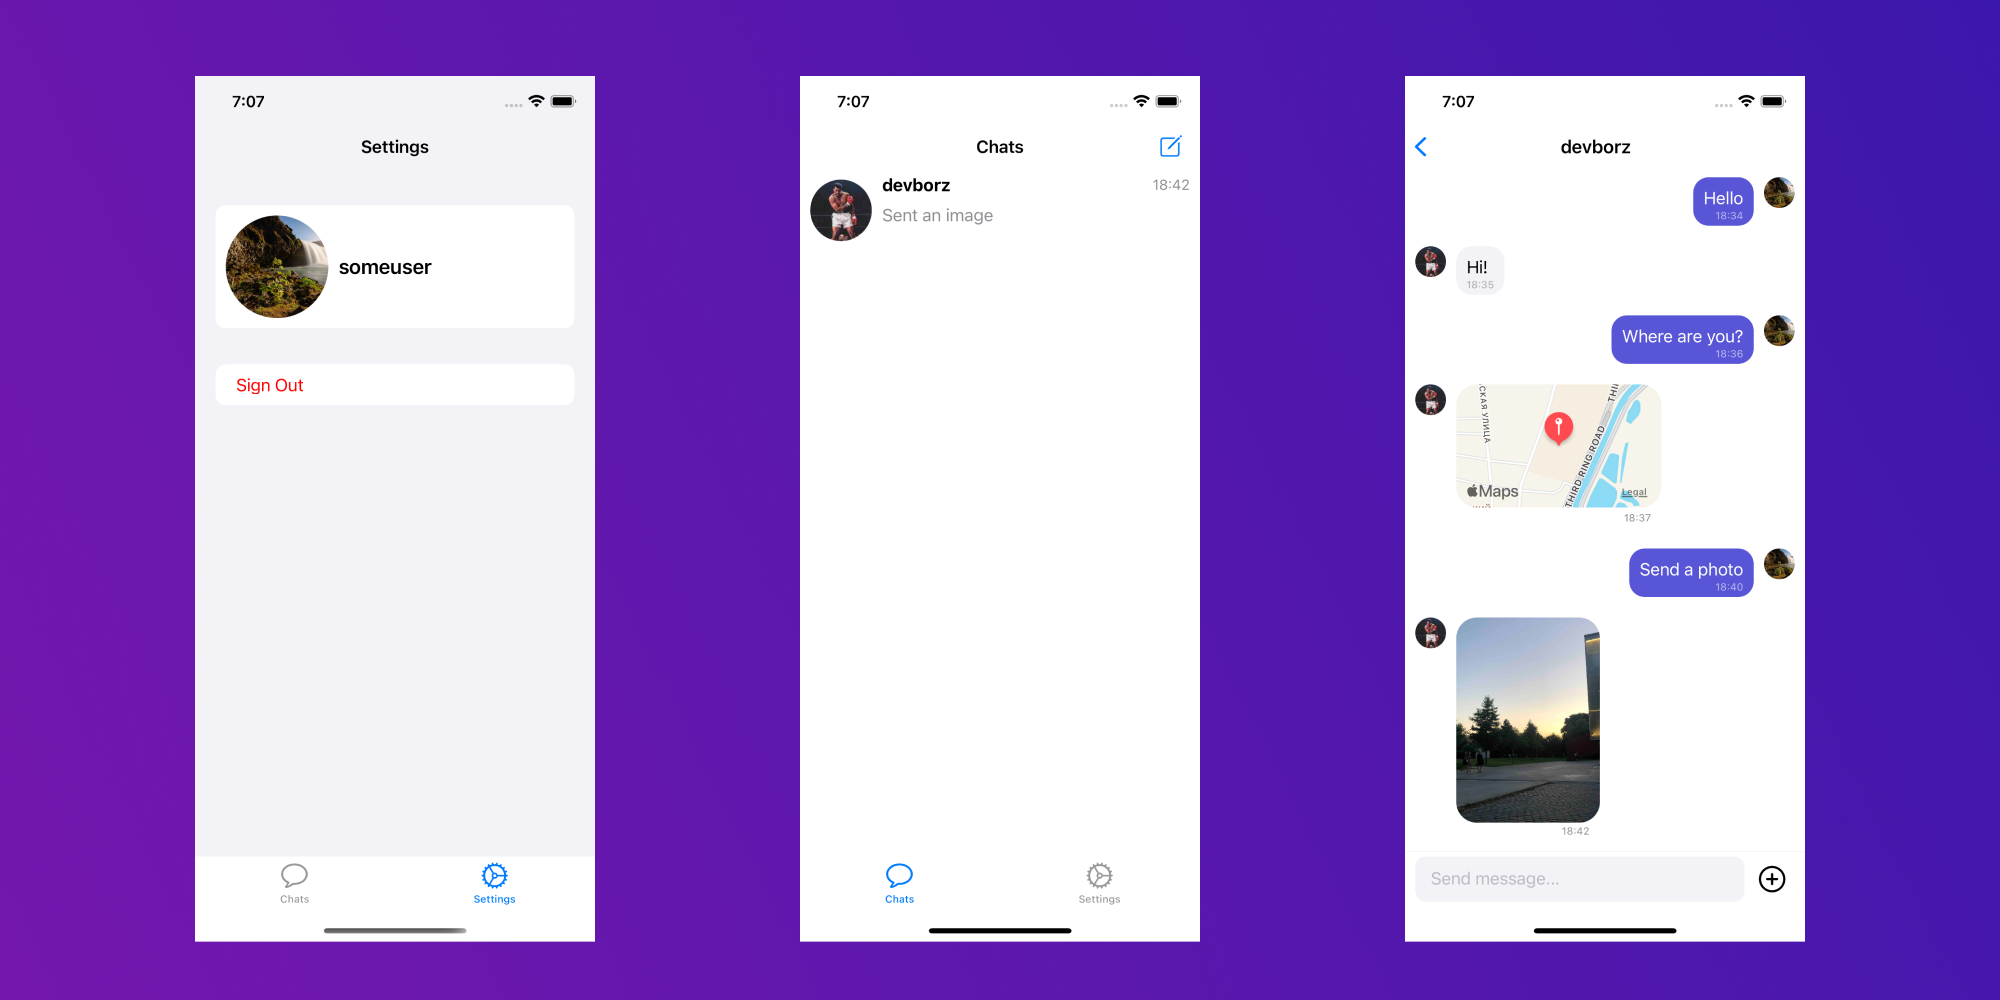 7:07
Settings
someuser
Sign Out
Chats
Settings
7:07
Chats
devborz
18:42
Sent an image
Chats
Settings
7:07
devborz
Hello
18:34
Hi!
18:35
Where are you?
18:36
СКАЯ УЛИЦА
THIRD RING ROAD
THI
Maps
Legal
18:37
Send a photo
18:40
18:42
Send message...